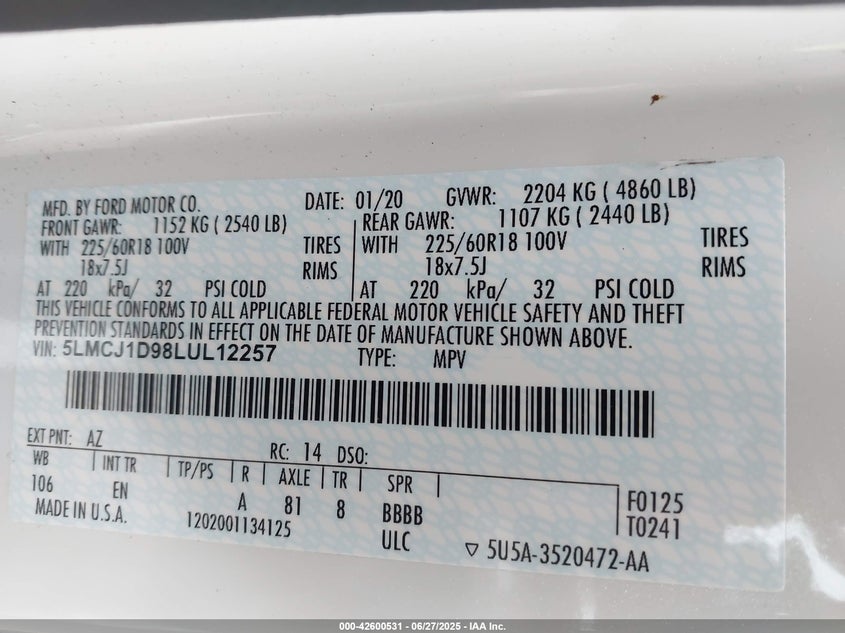 MFD. BY FORD MOTOR CO. DATE: 01/20 GVWR: 2204 KG ( 4860 LB)
FRONT GAWR: 1152 KG ( 2540 LB) REAR GAWR: 1107 KG ( 2440 LB)
WITH 225/60R18 100V TIRES WITH 225/60R18 100V TIRES
18x7.5J RIMS 18x7.5J RIMS
AT 220 kPa/ 32 PSI COLD AT 220 kPa/ 32 PSI COLD
THIS VEHICLE CONFORMS TO ALL APPLICABLE FEDERAL MOTOR VEHICLE SAFETY AND THEFT
PREVENTION STANDARDS IN EFFECT ON THE DATE OF MANUFACTURE SHOWN ABOVE.
VIN: 5LMCJ1D98LUL12257 TYPE: MPV
EXT PNT: AZ RC: 14 DSO:
WB INT TR TP/PS R AXLE TR SPR
106 EN A 81 8 BBBB F0125
MADE IN U.S.A. 1202001134125 ULC T0241
▽ 5U5A-3520472-AA
000-42600531 | 06/27/2025 - IAA Inc.